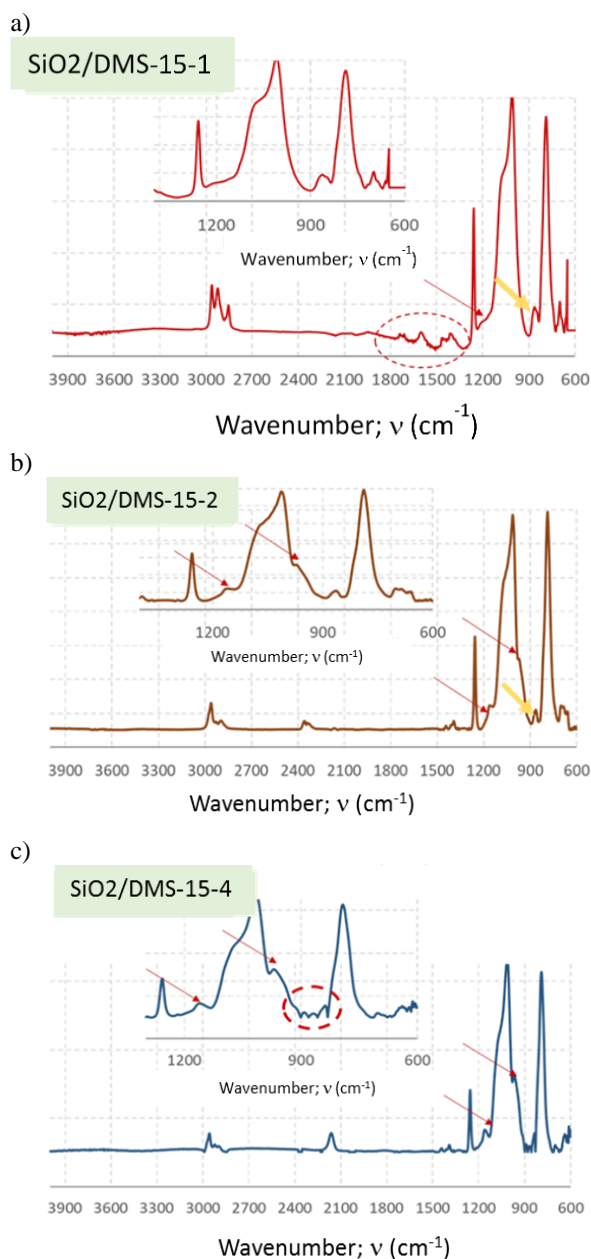 a)
SiO2/DMS-15-1
1200 900 600
Wavenumber; ν (cm-1)
3900 3600 3300 3000 2700 2400 2100 1800 1500 1200 900 600
Wavenumber; ν (cm-1)
b)
SiO2/DMS-15-2
1200 900 600
Wavenumber; ν (cm-1)
3900 3600 3300 3000 2700 2400 2100 1800 1500 1200 900 600
Wavenumber; ν (cm-1)
c)
SiO2/DMS-15-4
1200 900 600
Wavenumber; ν (cm-1)
3900 3600 3300 3000 2700 2400 2100 1800 1500 1200 900 600
Wavenumber; ν (cm-1)